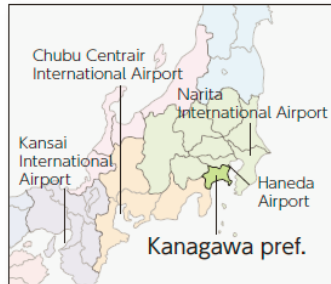 Chubu Centrair
International Airport
Narita
International Airport
Kansai
International
Airport
Haneda
Airport
Kanagawa pref.